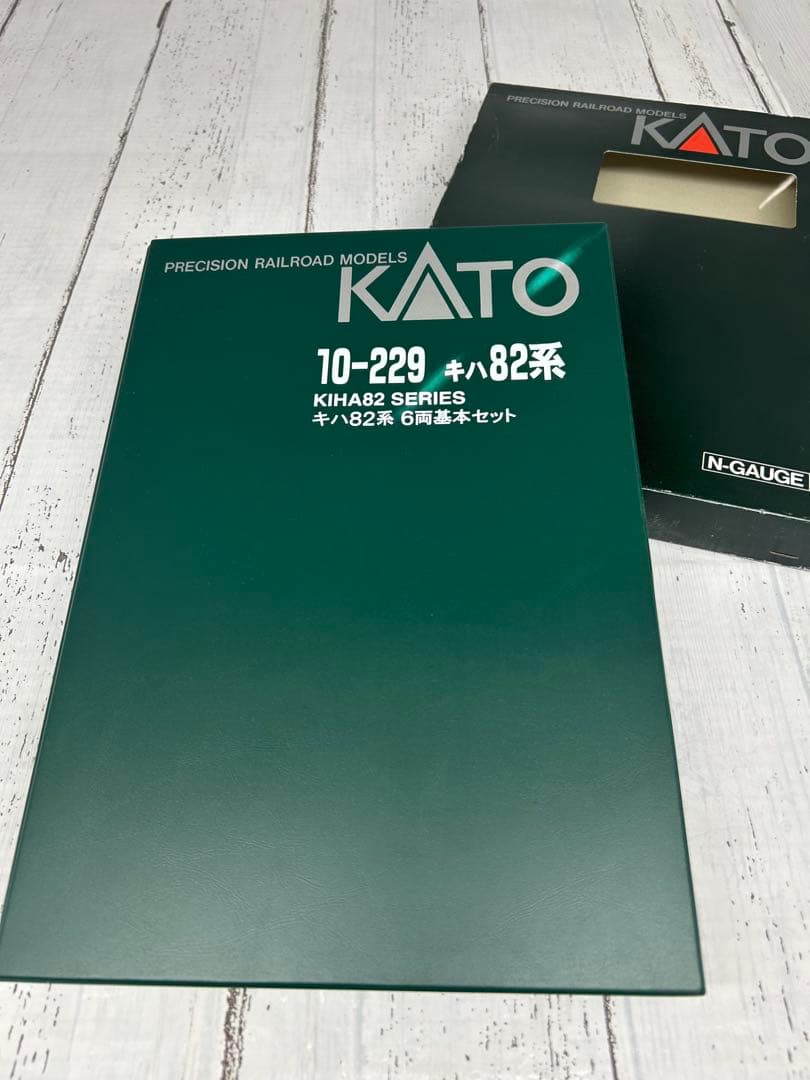 PRECISION RAILROAD MODELS
KATO
N-GAUGE
PRECISION RAILROAD MODELS
KATO
10-229 キハ82系
KIHA82 SERIES
キハ82系 6両基本セット